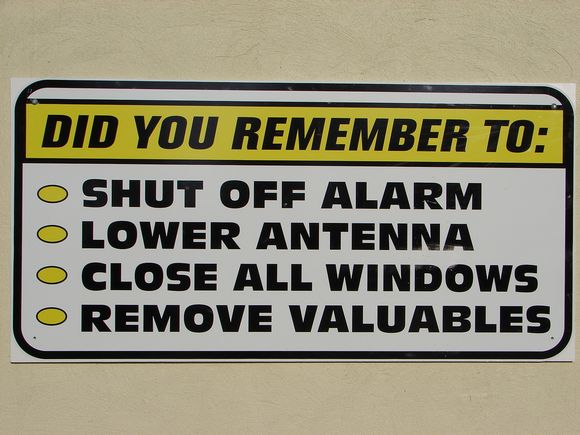 DID YOU REMEMBER TO:
SHUT OFF ALARM
LOWER ANTENNA
CLOSE ALL WINDOWS
REMOVE VALUABLES